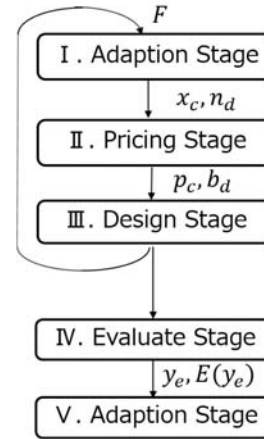 F
Ⅰ. Adaption Stage
x_c, n_d
Ⅱ. Pricing Stage
p_c, b_d
Ⅲ. Design Stage
Ⅳ. Evaluate Stage
y_e, E(y_e)
Ⅴ. Adaption Stage